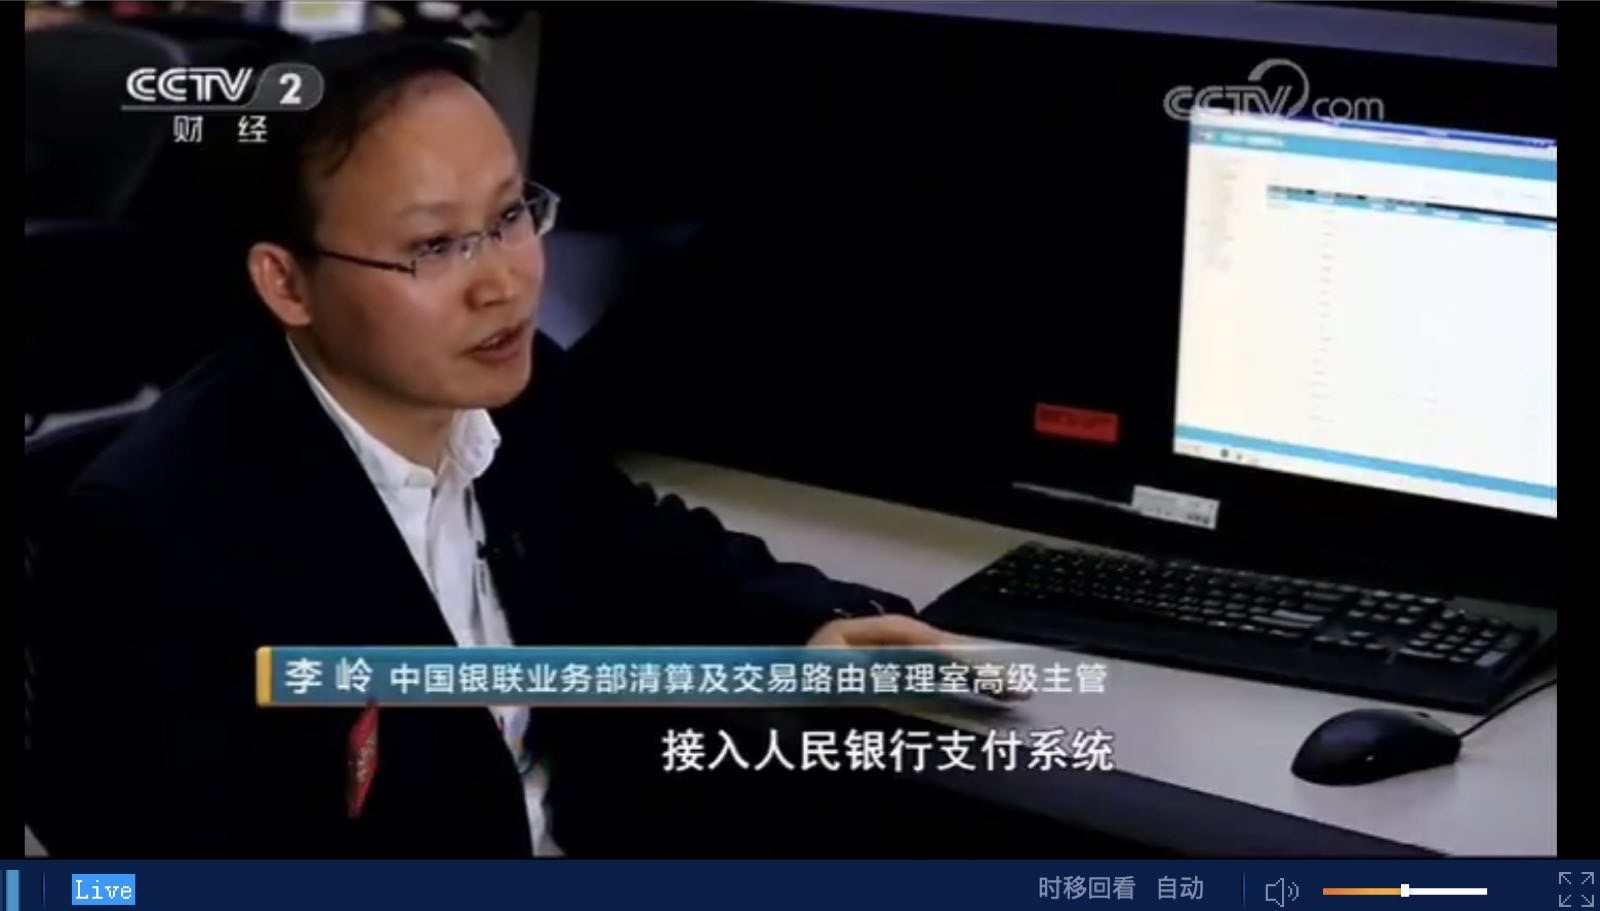 CCTV 2
财 经
CCTV.com
李 岭 中国银联业务部清算及交易路由管理室高级主管
接入人民银行支付系统
Live
时移回看 自动